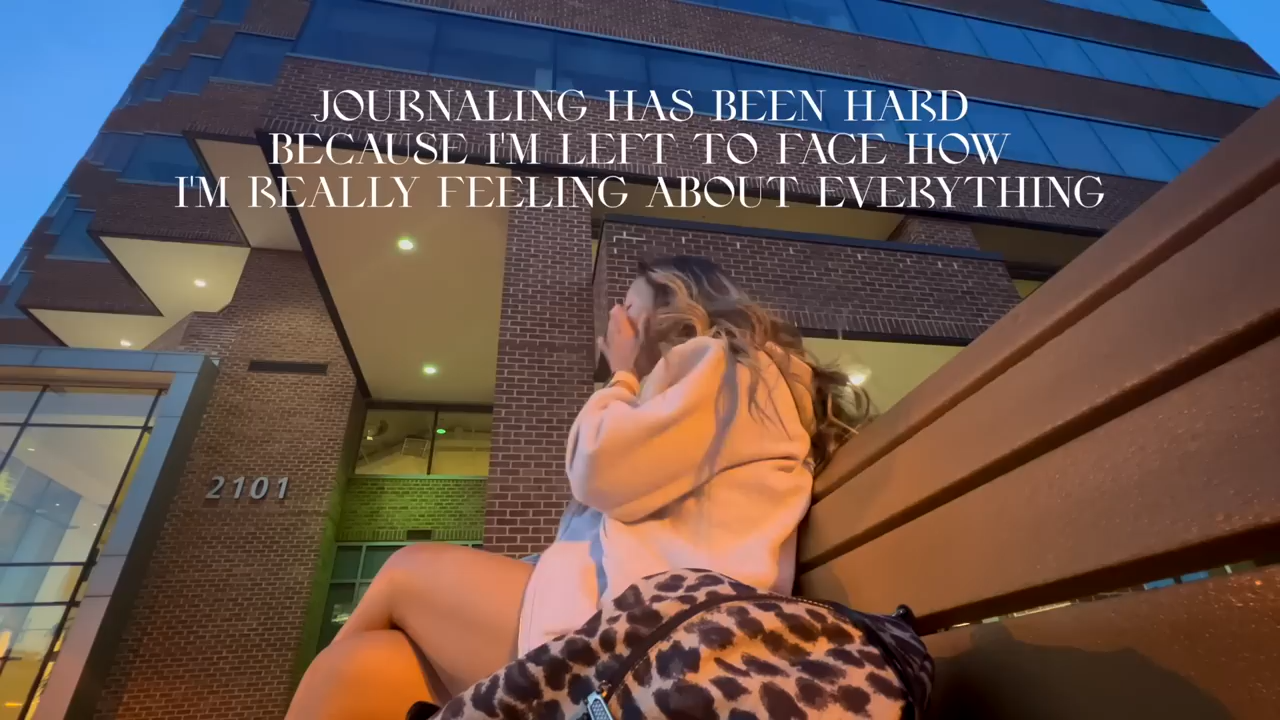 JOURNALING HAS BEEN HARD
BECAUSE I'M LEFT TO FACE HOW
I'M REALLY FEELING ABOUT EVERYTHING
2101